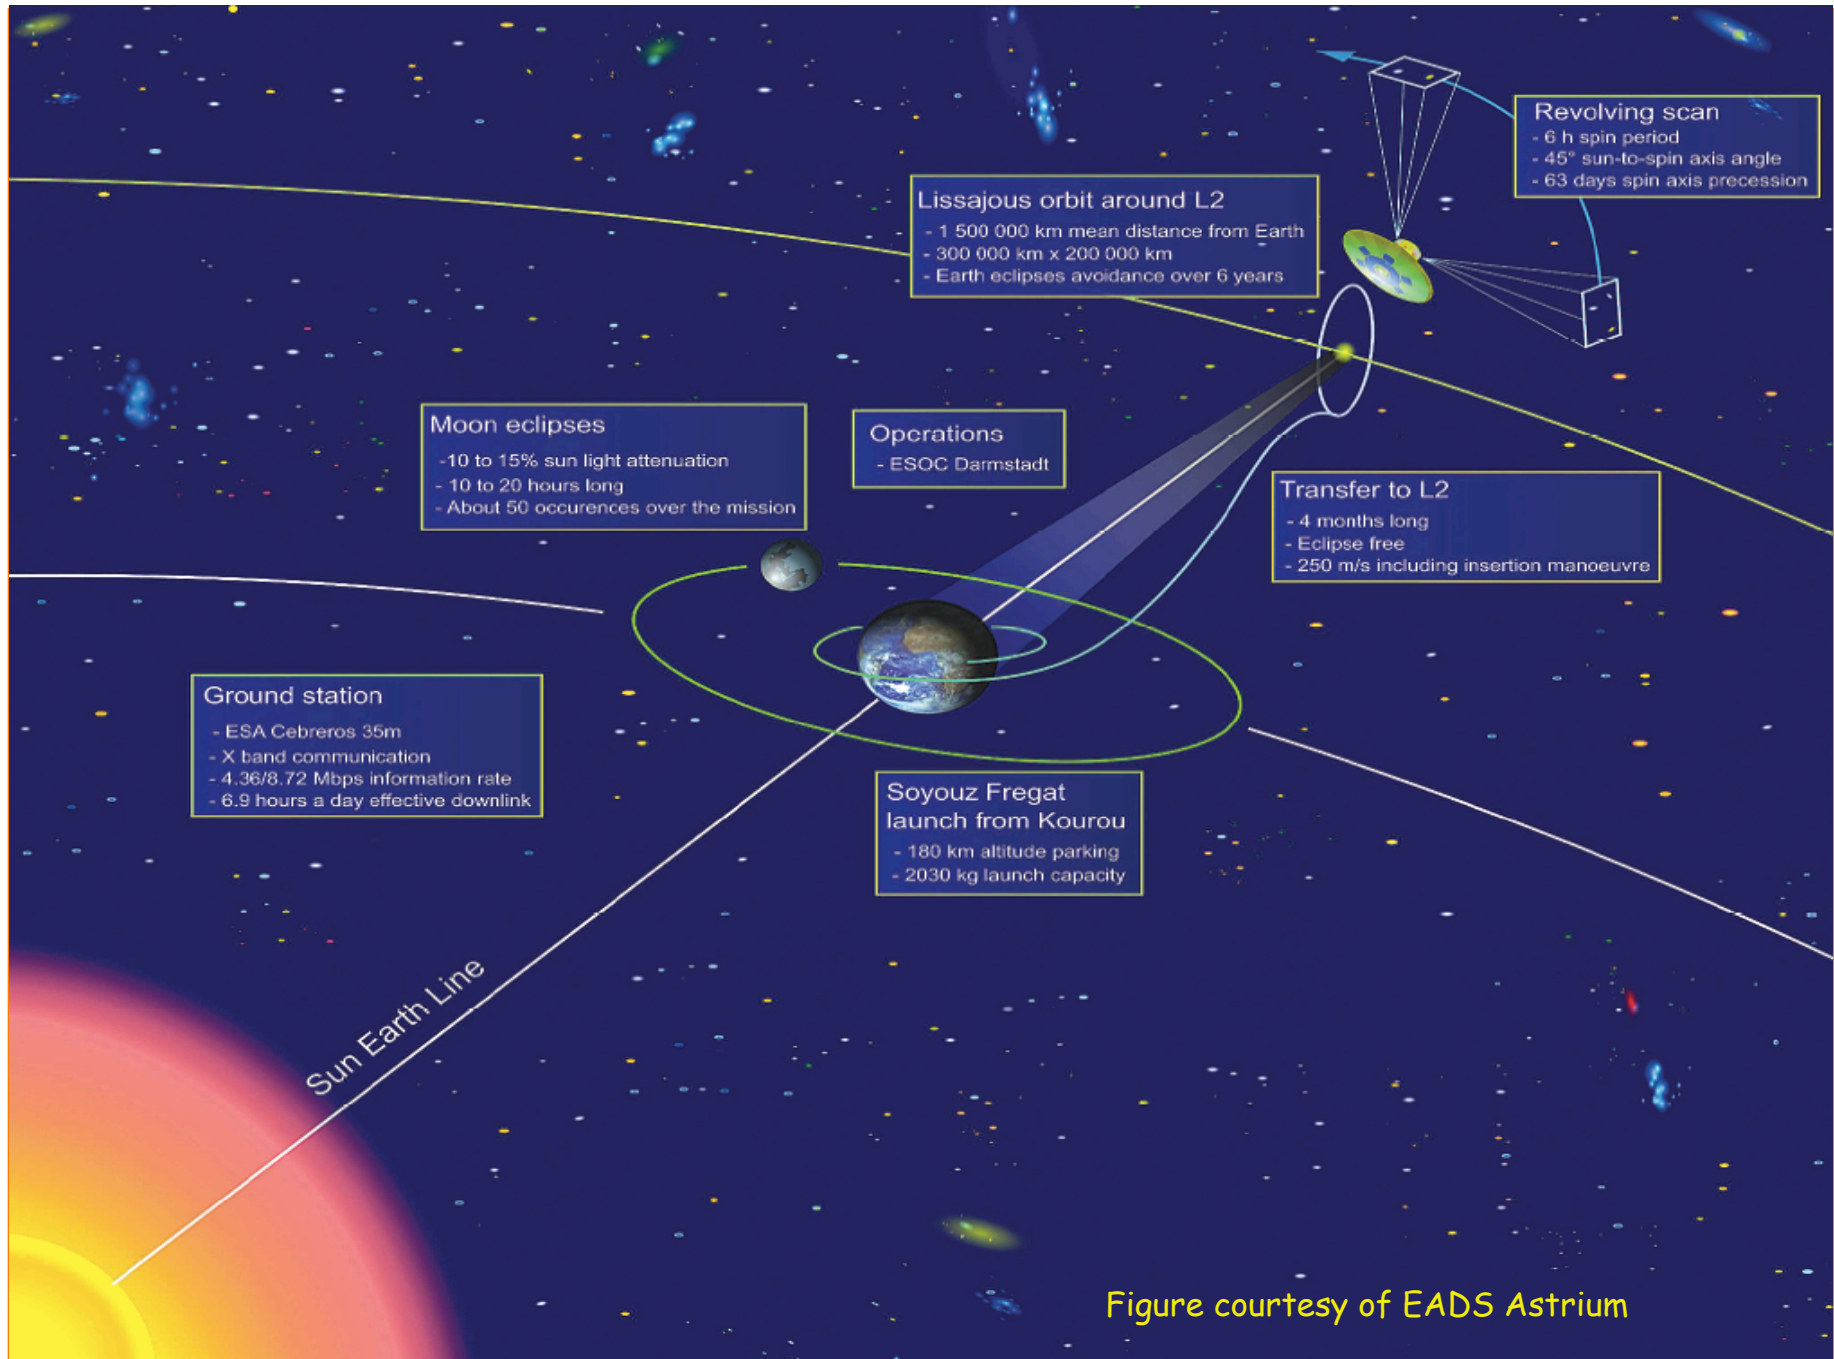 Revolving scan
- 6 h spin period
- 45° sun-to-spin axis angle
- 63 days spin axis precession
Lissajous orbit around L2
- 1 500 000 km mean distance from Earth
- 300 000 km x 200 000 km
- Earth eclipses avoidance over 6 years
Moon eclipses
-10 to 15% sun light attenuation
- 10 to 20 hours long
- About 50 occurences over the mission
Operations
- ESOC Darmstadt
Transfer to L2
- 4 months long
- Eclipse free
- 250 m/s including insertion manoeuvre
Ground station
- ESA Cebreros 35m
- X band communication
- 4.36/8.72 Mbps information rate
- 6.9 hours a day effective downlink
Soyouz Fregat
launch from Kourou
- 180 km altitude parking
- 2030 kg launch capacity
Sun Earth Line
Figure courtesy of EADS Astrium